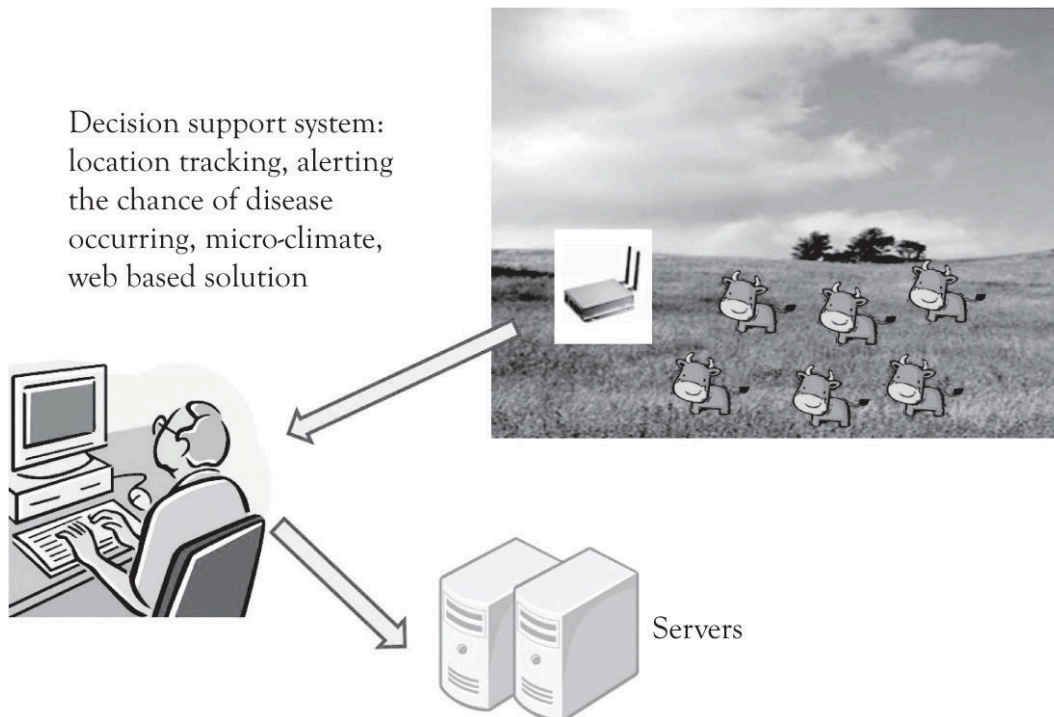 Decision support system:
location tracking, alerting
the chance of disease
occurring, micro-climate,
web based solution
Servers